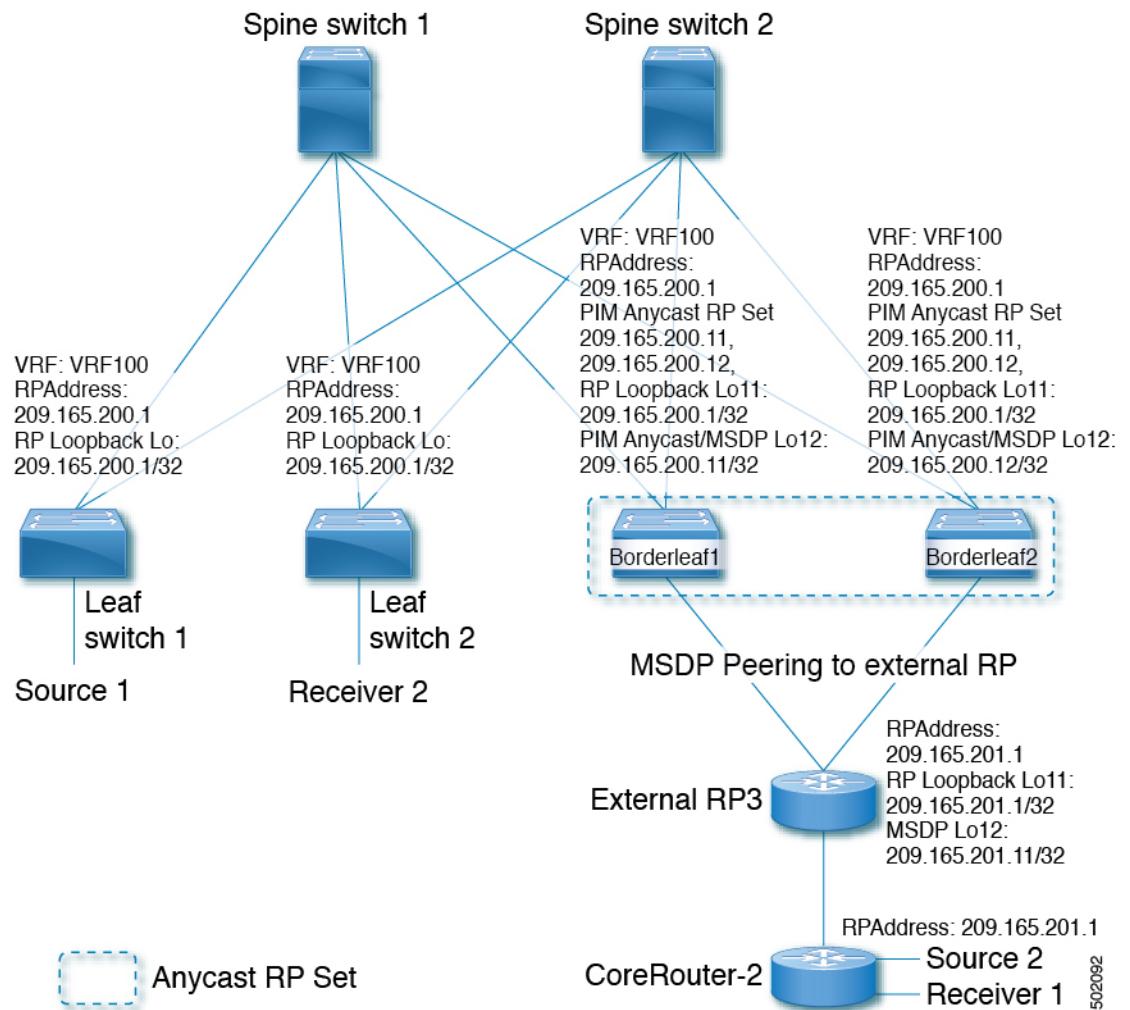 Spine switch 1
Spine switch 2
VRF: VRF100
RPAddress:
209.165.200.1
RP Loopback Lo:
209.165.200.1/32
VRF: VRF100
RPAddress:
209.165.200.1
RP Loopback Lo:
209.165.200.1/32
VRF: VRF100
RPAddress:
209.165.200.1
PIM Anycast RP Set
209.165.200.11,
209.165.200.12,
RP Loopback Lo11:
209.165.200.1/32
PIM Anycast/MSDP Lo12:
209.165.200.11/32
VRF: VRF100
RPAddress:
209.165.200.1
PIM Anycast RP Set
209.165.200.11,
209.165.200.12,
RP Loopback Lo11:
209.165.200.1/32
PIM Anycast/MSDP Lo12:
209.165.200.12/32
Borderleaf1
Borderleaf2
Leaf
switch 1
Leaf
switch 2
Source 1
Receiver 2
MSDP Peering to external RP
External RP3
RPAddress:
209.165.201.1
RP Loopback Lo11:
209.165.201.1/32
MSDP Lo12:
209.165.201.11/32
RPAddress: 209.165.201.1
CoreRouter-2
Source 2
Receiver 1
Anycast RP Set
502092